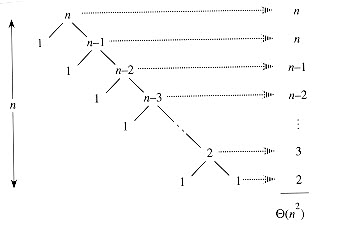 n n
1 n–1 n
1 n–2 n–1
1 n–3 n–2
n
1 ⋮
2 3
1 1 2
Θ(n²)